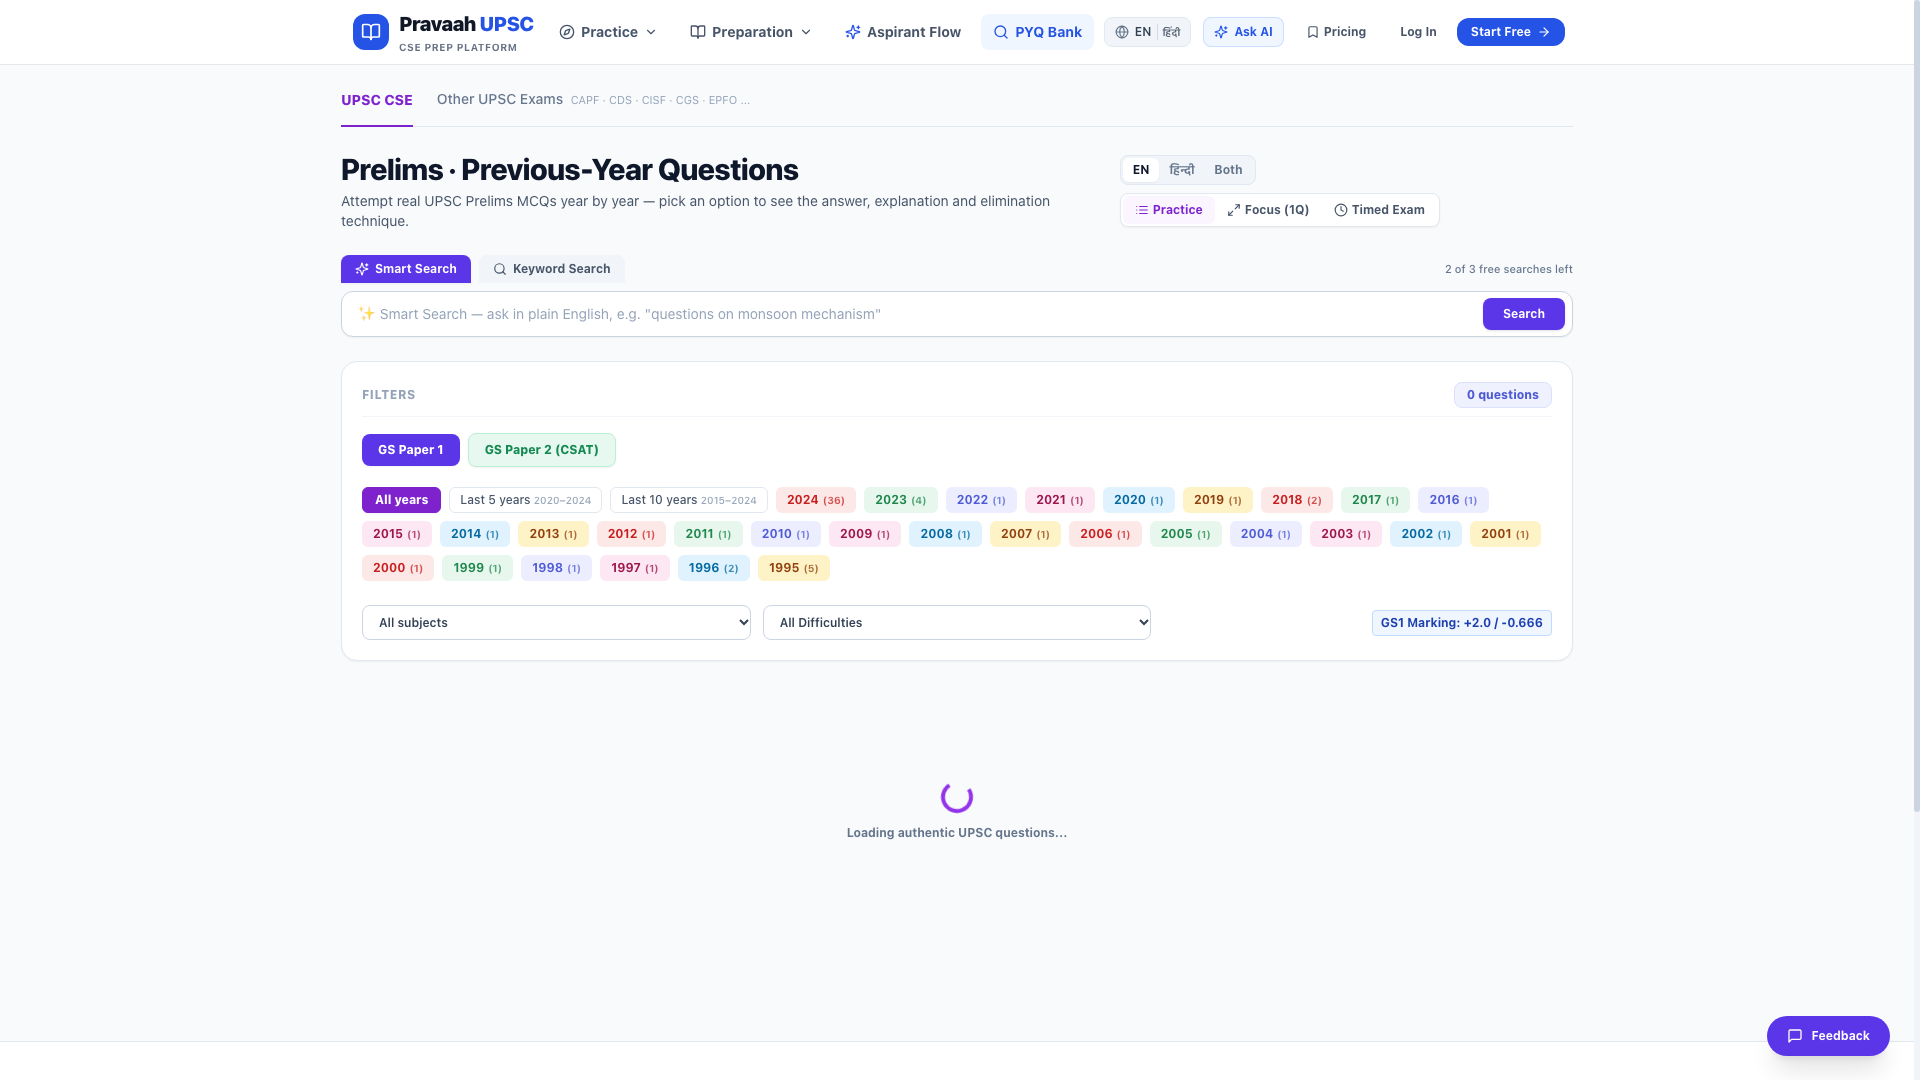 Pravaah UPSC
CSE PREP PLATFORM
Practice
Preparation
Aspirant Flow
PYQ Bank
EN | हिंदी
Ask AI
Pricing
Log In
Start Free
UPSC CSE
Other UPSC Exams CAPF · CDS · CISF · CGS · EPFO ...
Prelims · Previous-Year Questions
Attempt real UPSC Prelims MCQs year by year — pick an option to see the answer, explanation and elimination
technique.
EN हिन्दी Both
Practice Focus (1Q) Timed Exam
Smart Search Keyword Search
2 of 3 free searches left
✨ Smart Search — ask in plain English, e.g. "questions on monsoon mechanism"
Search
FILTERS
0 questions
GS Paper 1 GS Paper 2 (CSAT)
All years Last 5 years 2020–2024 Last 10 years 2015–2024 2024 (36) 2023 (4) 2022 (1) 2021 (1) 2020 (1) 2019 (1) 2018 (2) 2017 (1) 2016 (1)
2015 (1) 2014 (1) 2013 (1) 2012 (1) 2011 (1) 2010 (1) 2009 (1) 2008 (1) 2007 (1) 2006 (1) 2005 (1) 2004 (1) 2003 (1) 2002 (1) 2001 (1)
2000 (1) 1999 (1) 1998 (1) 1997 (1) 1996 (2) 1995 (5)
All subjects
All Difficulties
GS1 Marking: +2.0 / -0.666
Loading authentic UPSC questions...
Feedback